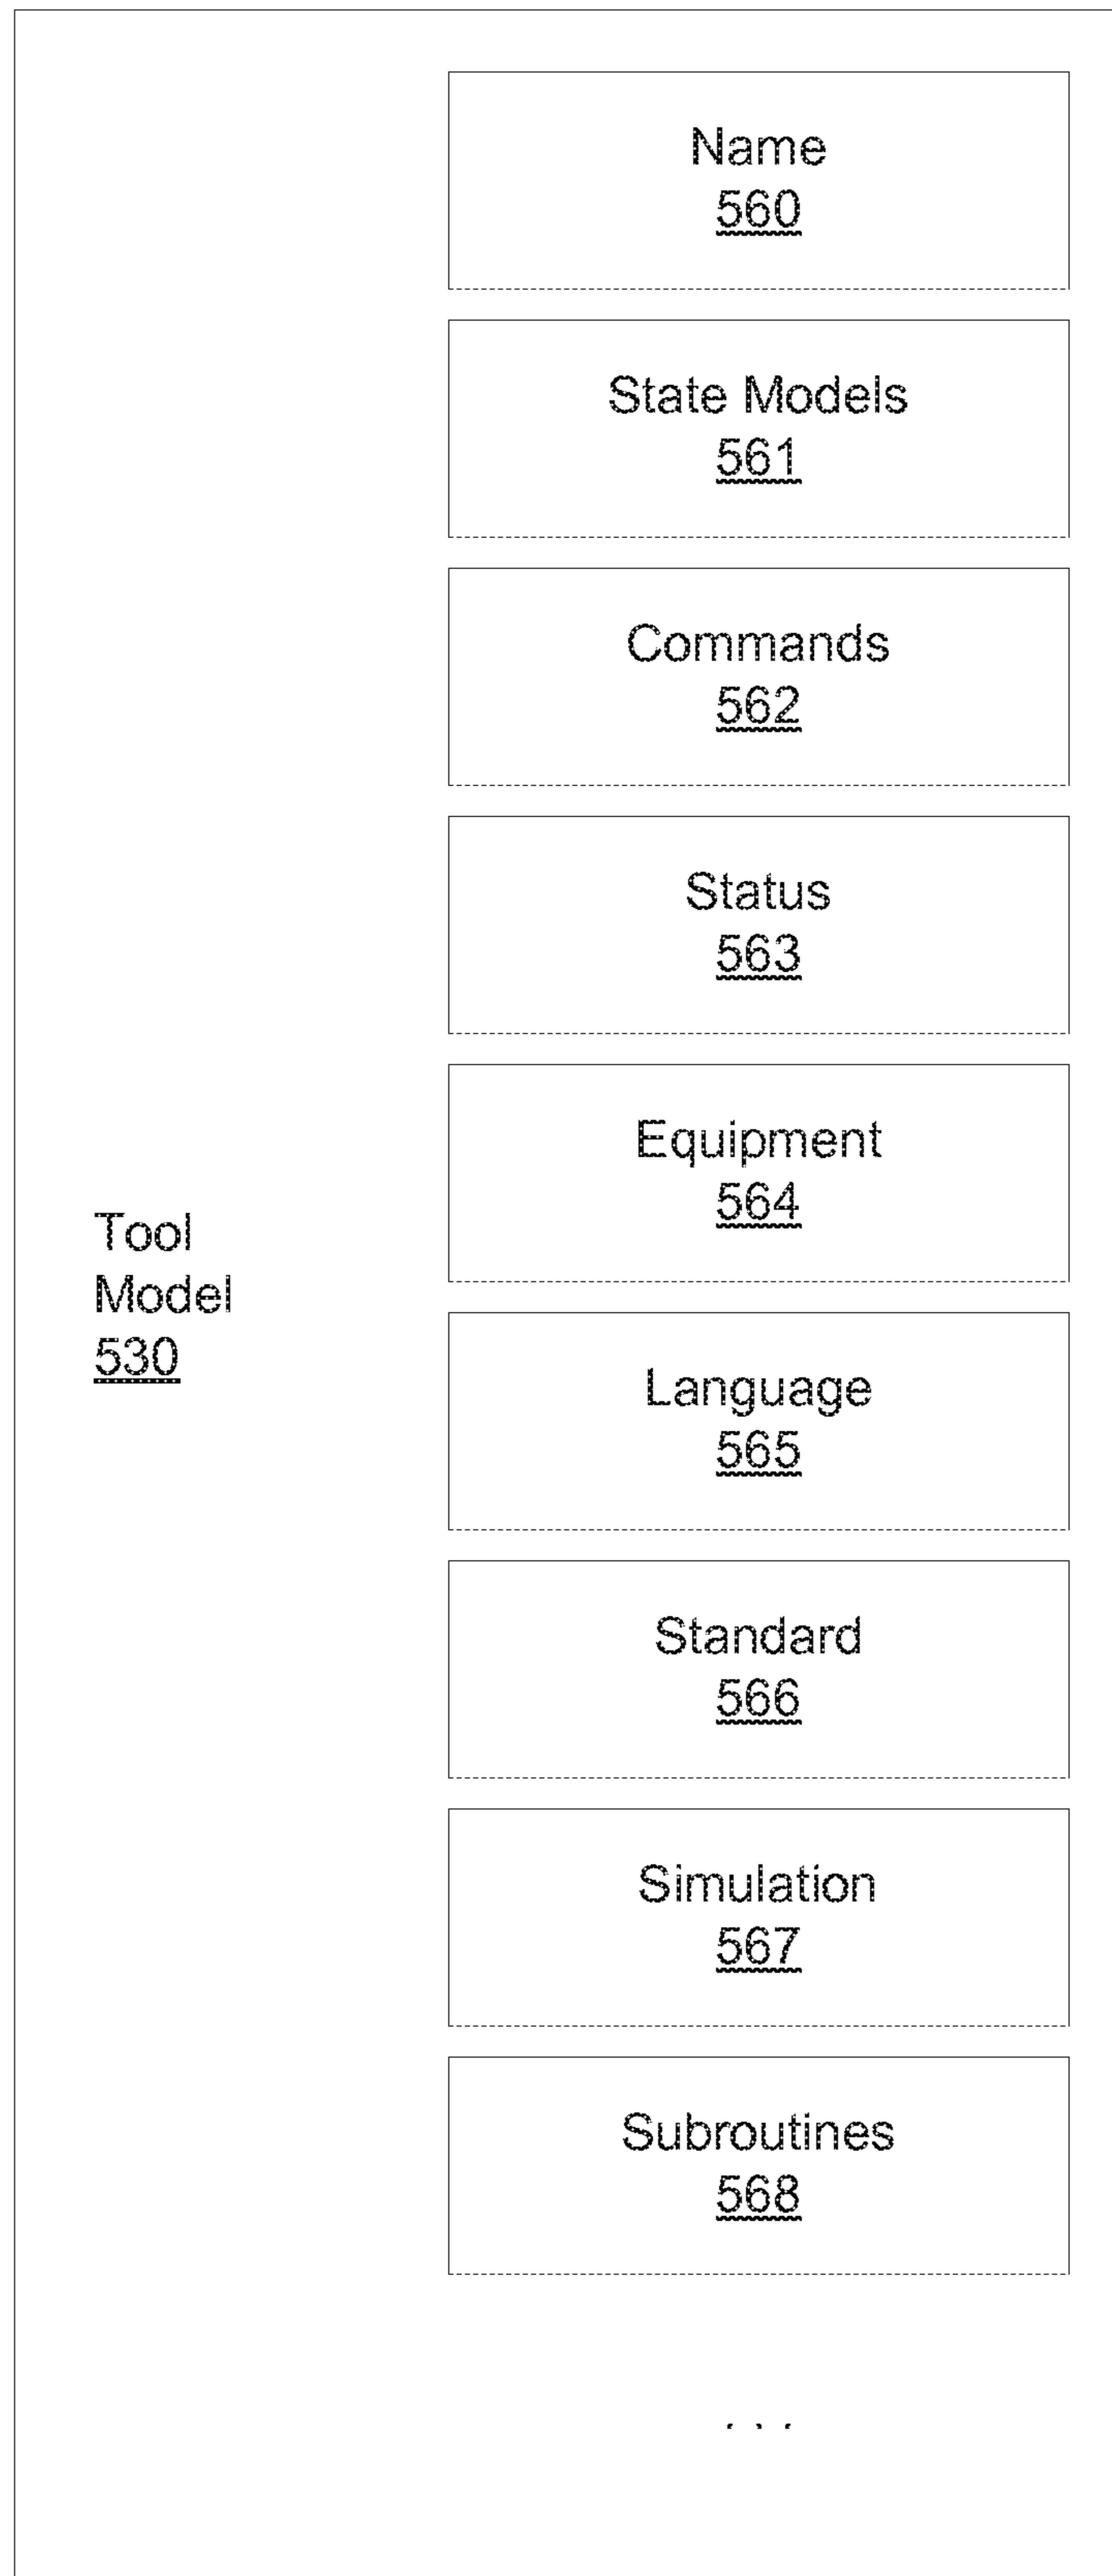 Name
560
State Models
561
Commands
562
Status
563
Equipment
564
Tool
Model
530
Language
565
Standard
566
Simulation
567
Subroutines
568
...